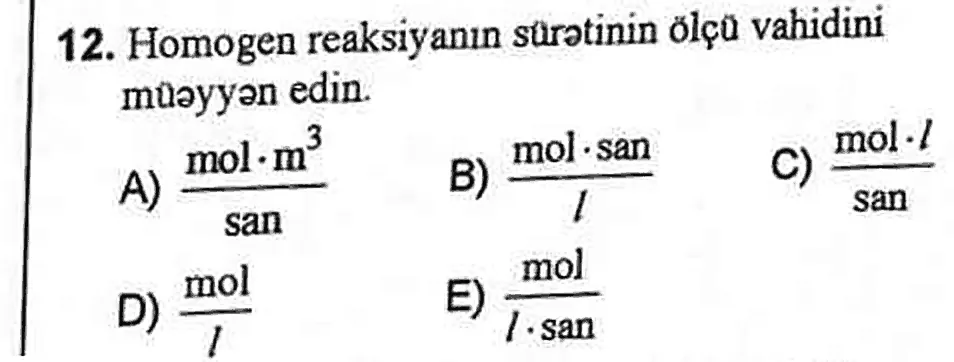 12. Homogen reaksiyanın sürətinin ölçü vahidini
müəyyən edin.
A) mol · m³ / san B) mol · san / l C) mol · l / san
D) mol / l E) mol / l · san